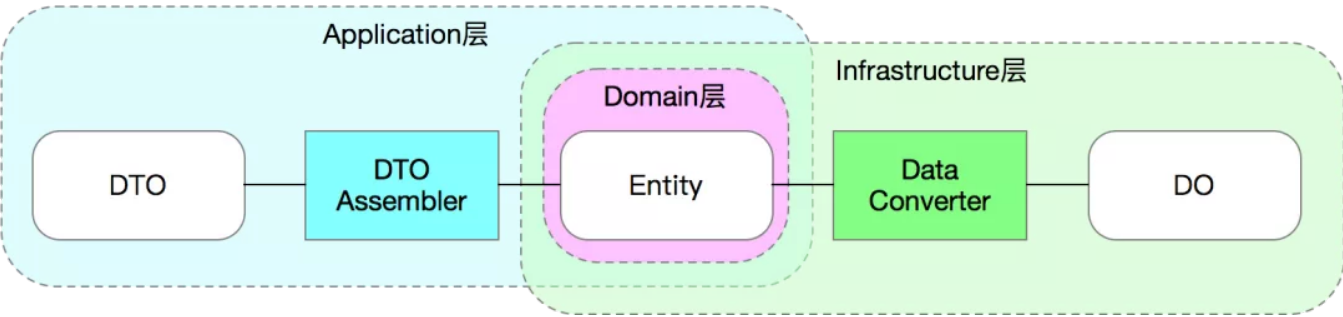 Application层
Infrastructure层
Domain层
DTO
DTO
Assembler
Entity
Data
Converter
DO